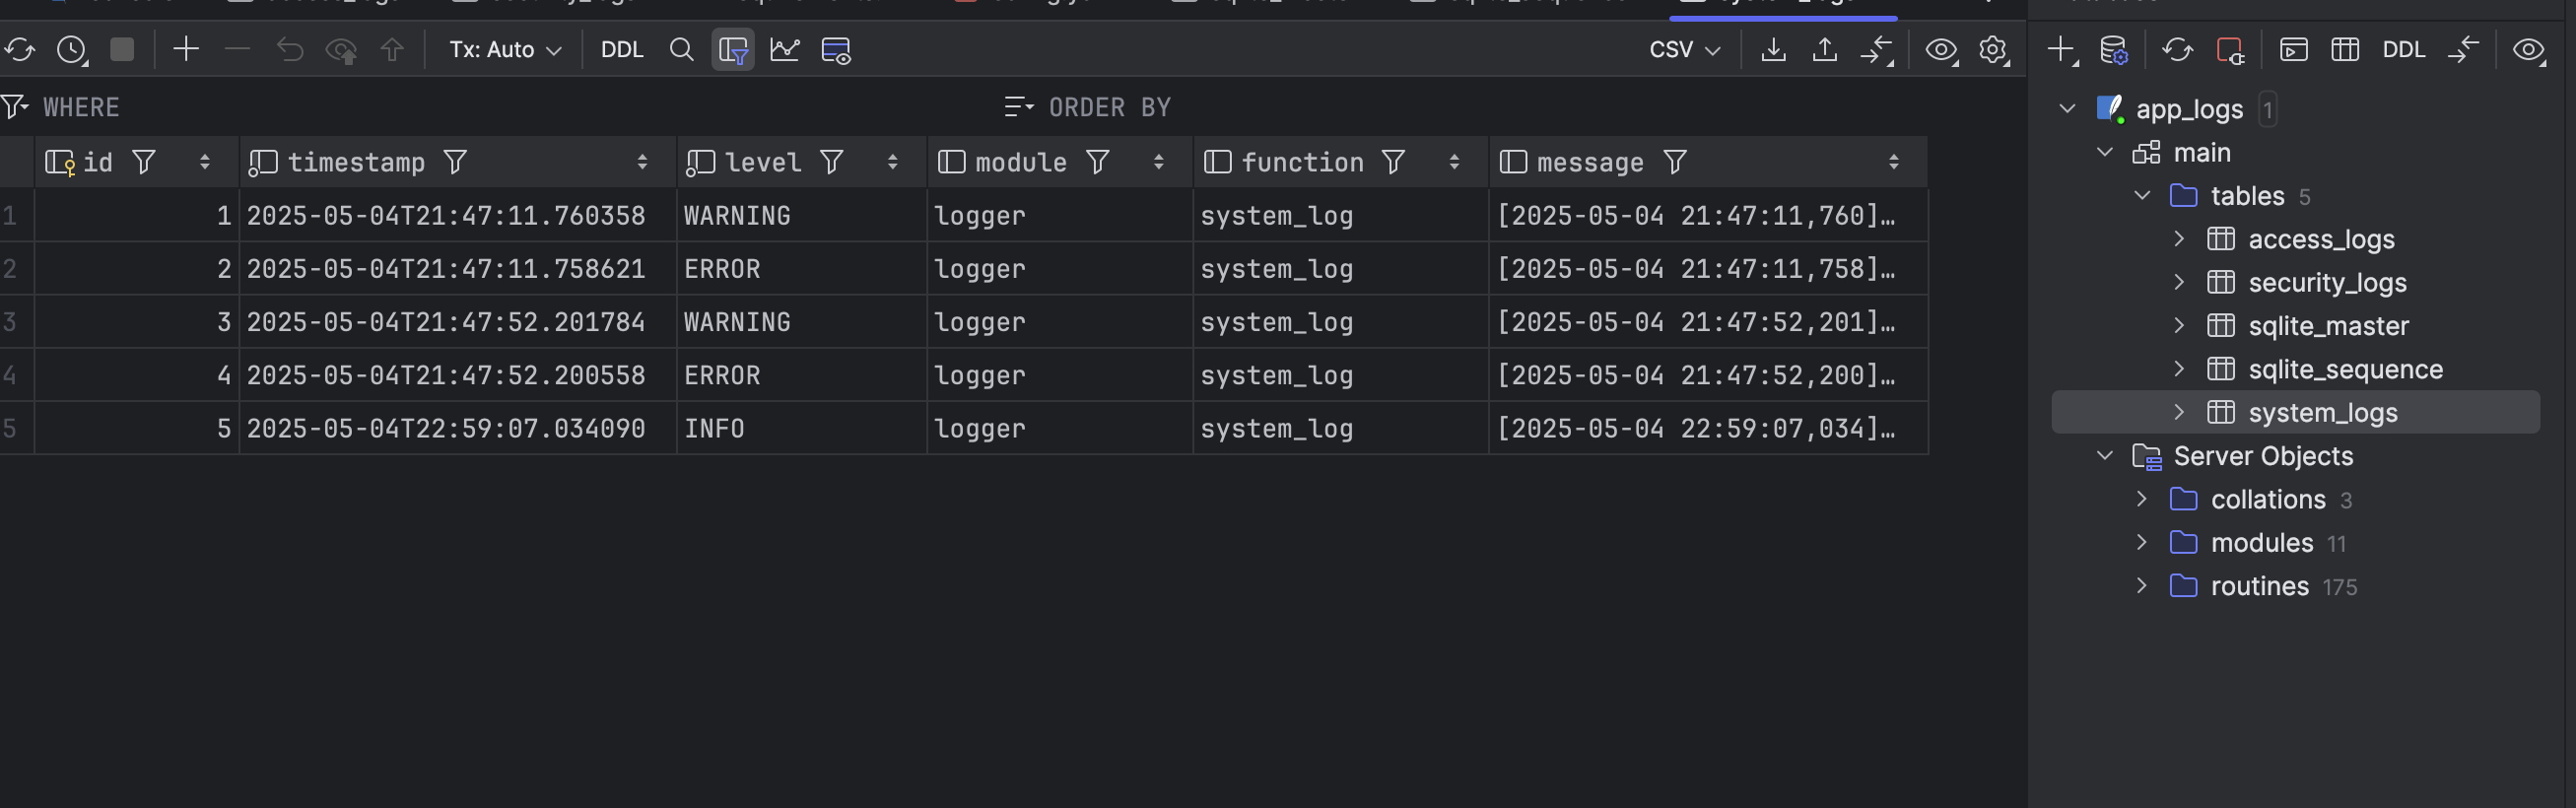 Tx: Auto DDL CSV DDL
WHERE ORDER BY
id timestamp level module function message
1 1 2025-05-04T21:47:11.760358 WARNING logger system_log [2025-05-04 21:47:11,760]…
2 2 2025-05-04T21:47:11.758621 ERROR logger system_log [2025-05-04 21:47:11,758]…
3 3 2025-05-04T21:47:52.201784 WARNING logger system_log [2025-05-04 21:47:52,201]…
4 4 2025-05-04T21:47:52.200558 ERROR logger system_log [2025-05-04 21:47:52,200]…
5 5 2025-05-04T22:59:07.034090 INFO logger system_log [2025-05-04 22:59:07,034]…
app_logs 1
main
tables 5
access_logs
security_logs
sqlite_master
sqlite_sequence
system_logs
Server Objects
collations 3
modules 11
routines 175